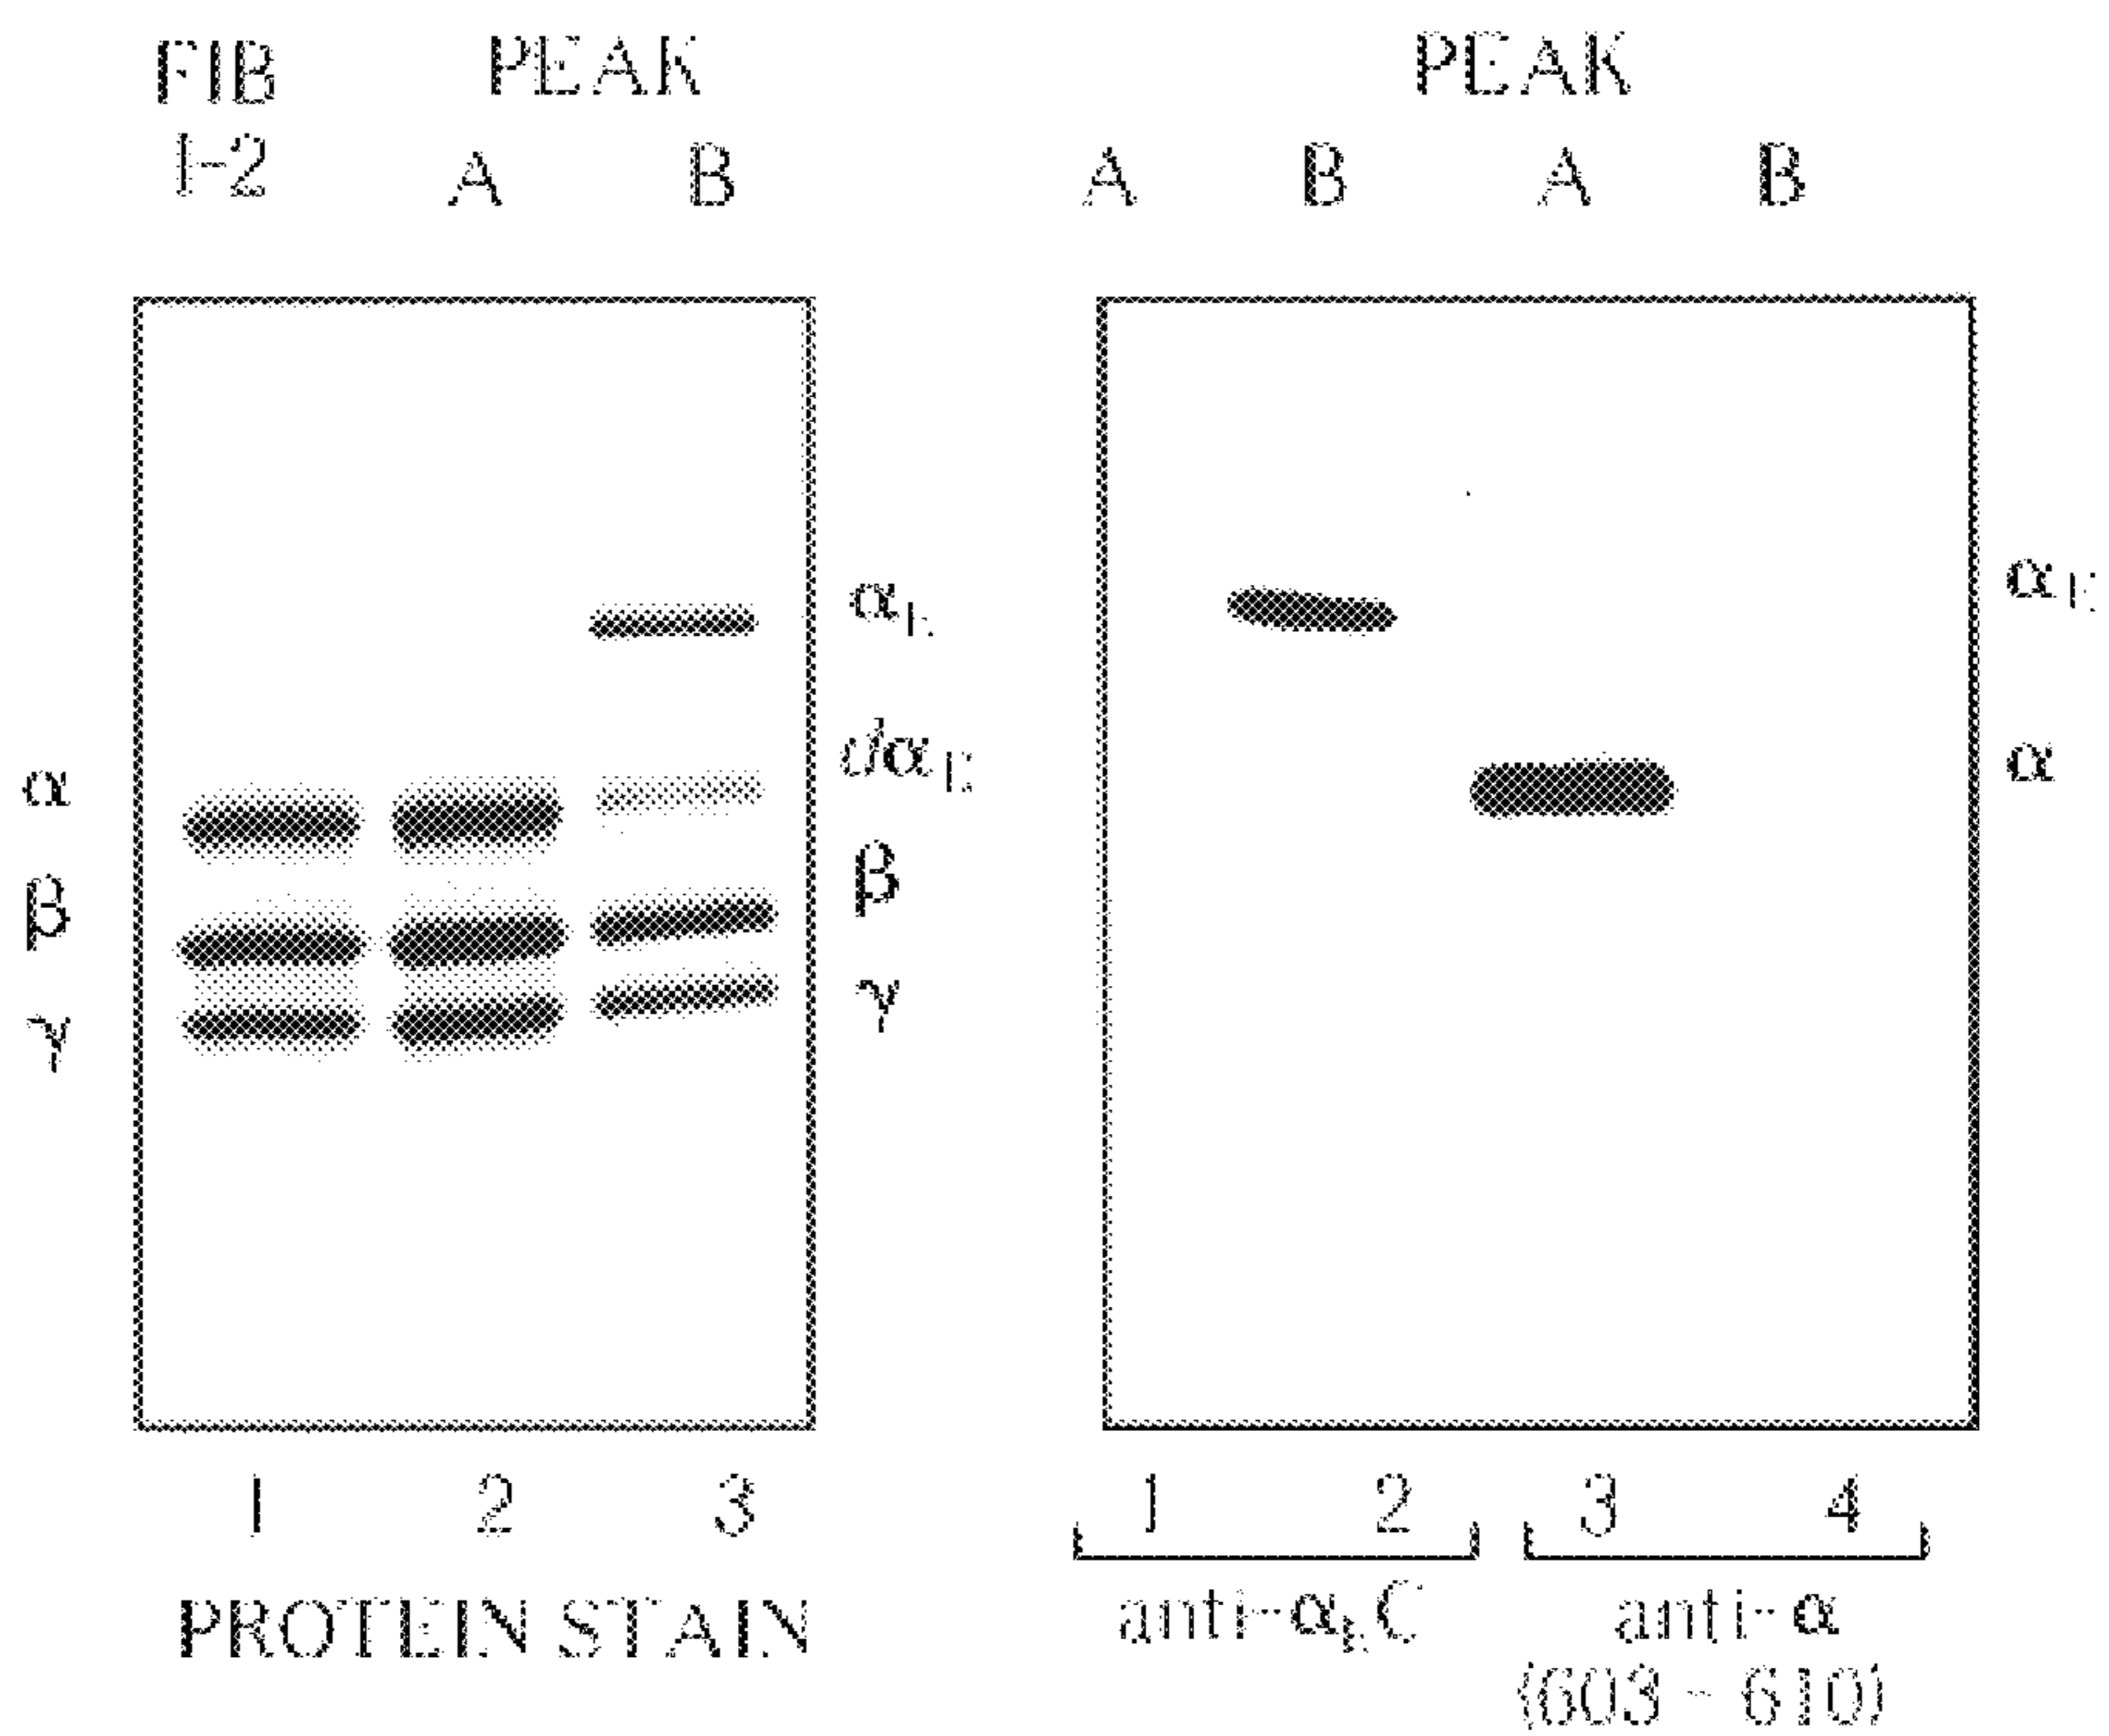 FIB PEAK PEAK
1-2 A B A B A B
α
β
γ
α_E
dα_E
β
γ
α_E
α
1 2 3
1 2 3 4
PROTEIN STAIN
anti-α_EC
anti-α
(603 - 610)